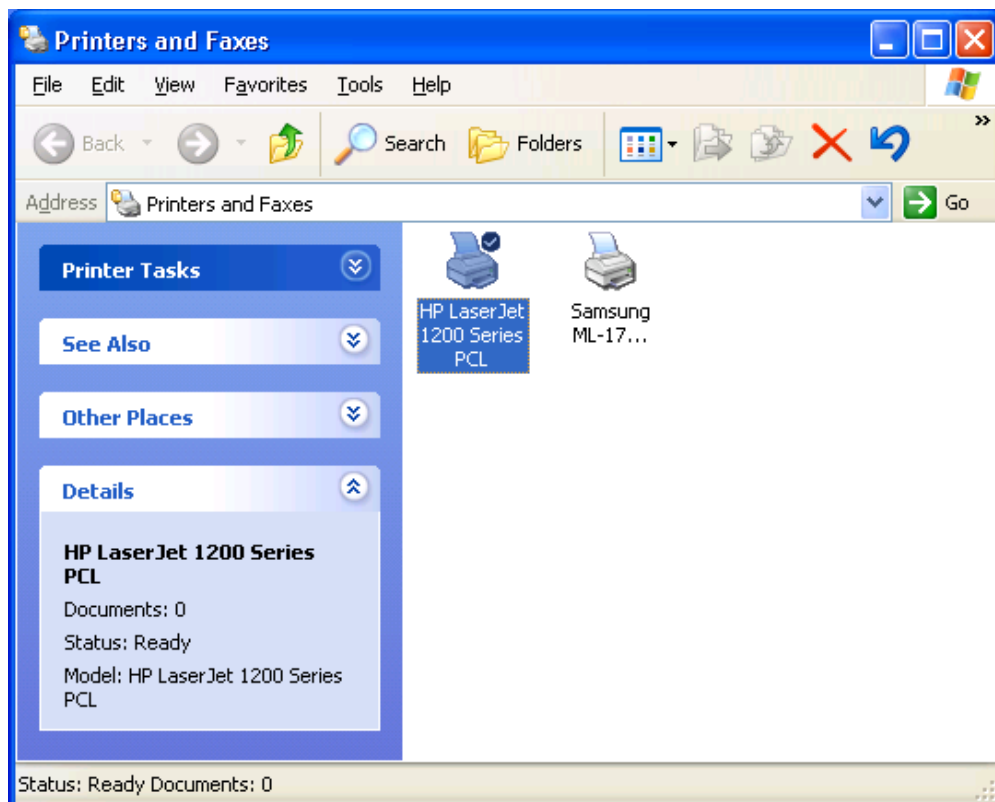 Printers and Faxes
File Edit View Favorites Tools Help
Back Search Folders »
Address Printers and Faxes Go
Printer Tasks
See Also
Other Places
Details
HP LaserJet 1200 Series
PCL
Documents: 0
Status: Ready
Model: HP LaserJet 1200 Series
PCL
HP LaserJet
1200 Series
PCL
Samsung
ML-17...
Status: Ready Documents: 0